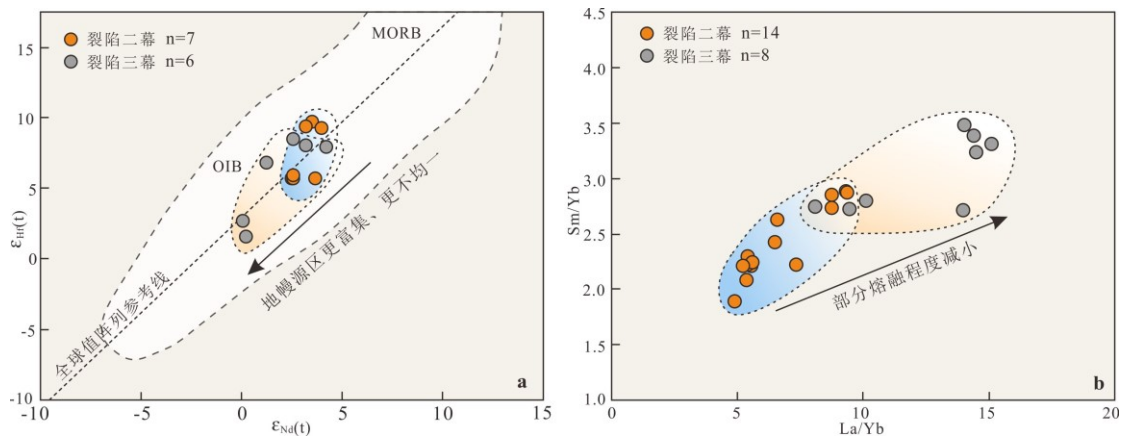 裂陷二幕 n=7
裂陷三幕 n=6
MORB
OIB
地幔源区更富集、更不均一
全球值阵列参考线
a
15
10
5
0
-5
-10
εHf(t)
-10
-5
0
5
10
15
εNd(t)
裂陷二幕 n=14
裂陷三幕 n=8
部分熔融程度减小
b
4.5
4.0
3.5
3.0
2.5
2.0
1.5
1.0
Sm/Yb
0
5
10
15
20
La/Yb